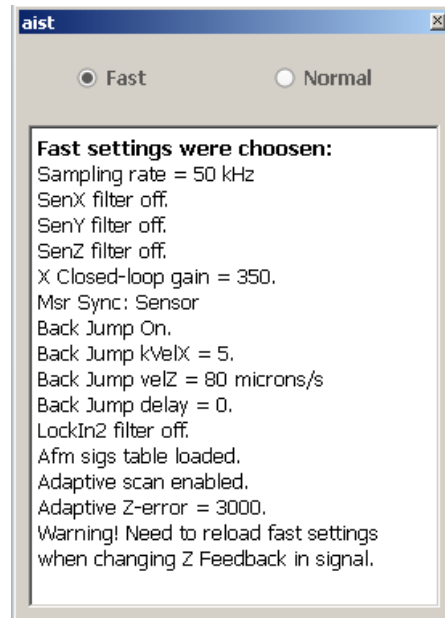 aist
Fast Normal
Fast settings were choosen:
Sampling rate = 50 kHz
SenX filter off.
SenY filter off.
SenZ filter off.
X Closed-loop gain = 350.
Msr Sync: Sensor
Back Jump On.
Back Jump kVelX = 5.
Back Jump velZ = 80 microns/s
Back Jump delay = 0.
LockIn2 filter off.
Afm sigs table loaded.
Adaptive scan enabled.
Adaptive Z-error = 3000.
Warning! Need to reload fast settings
when changing Z Feedback in signal.